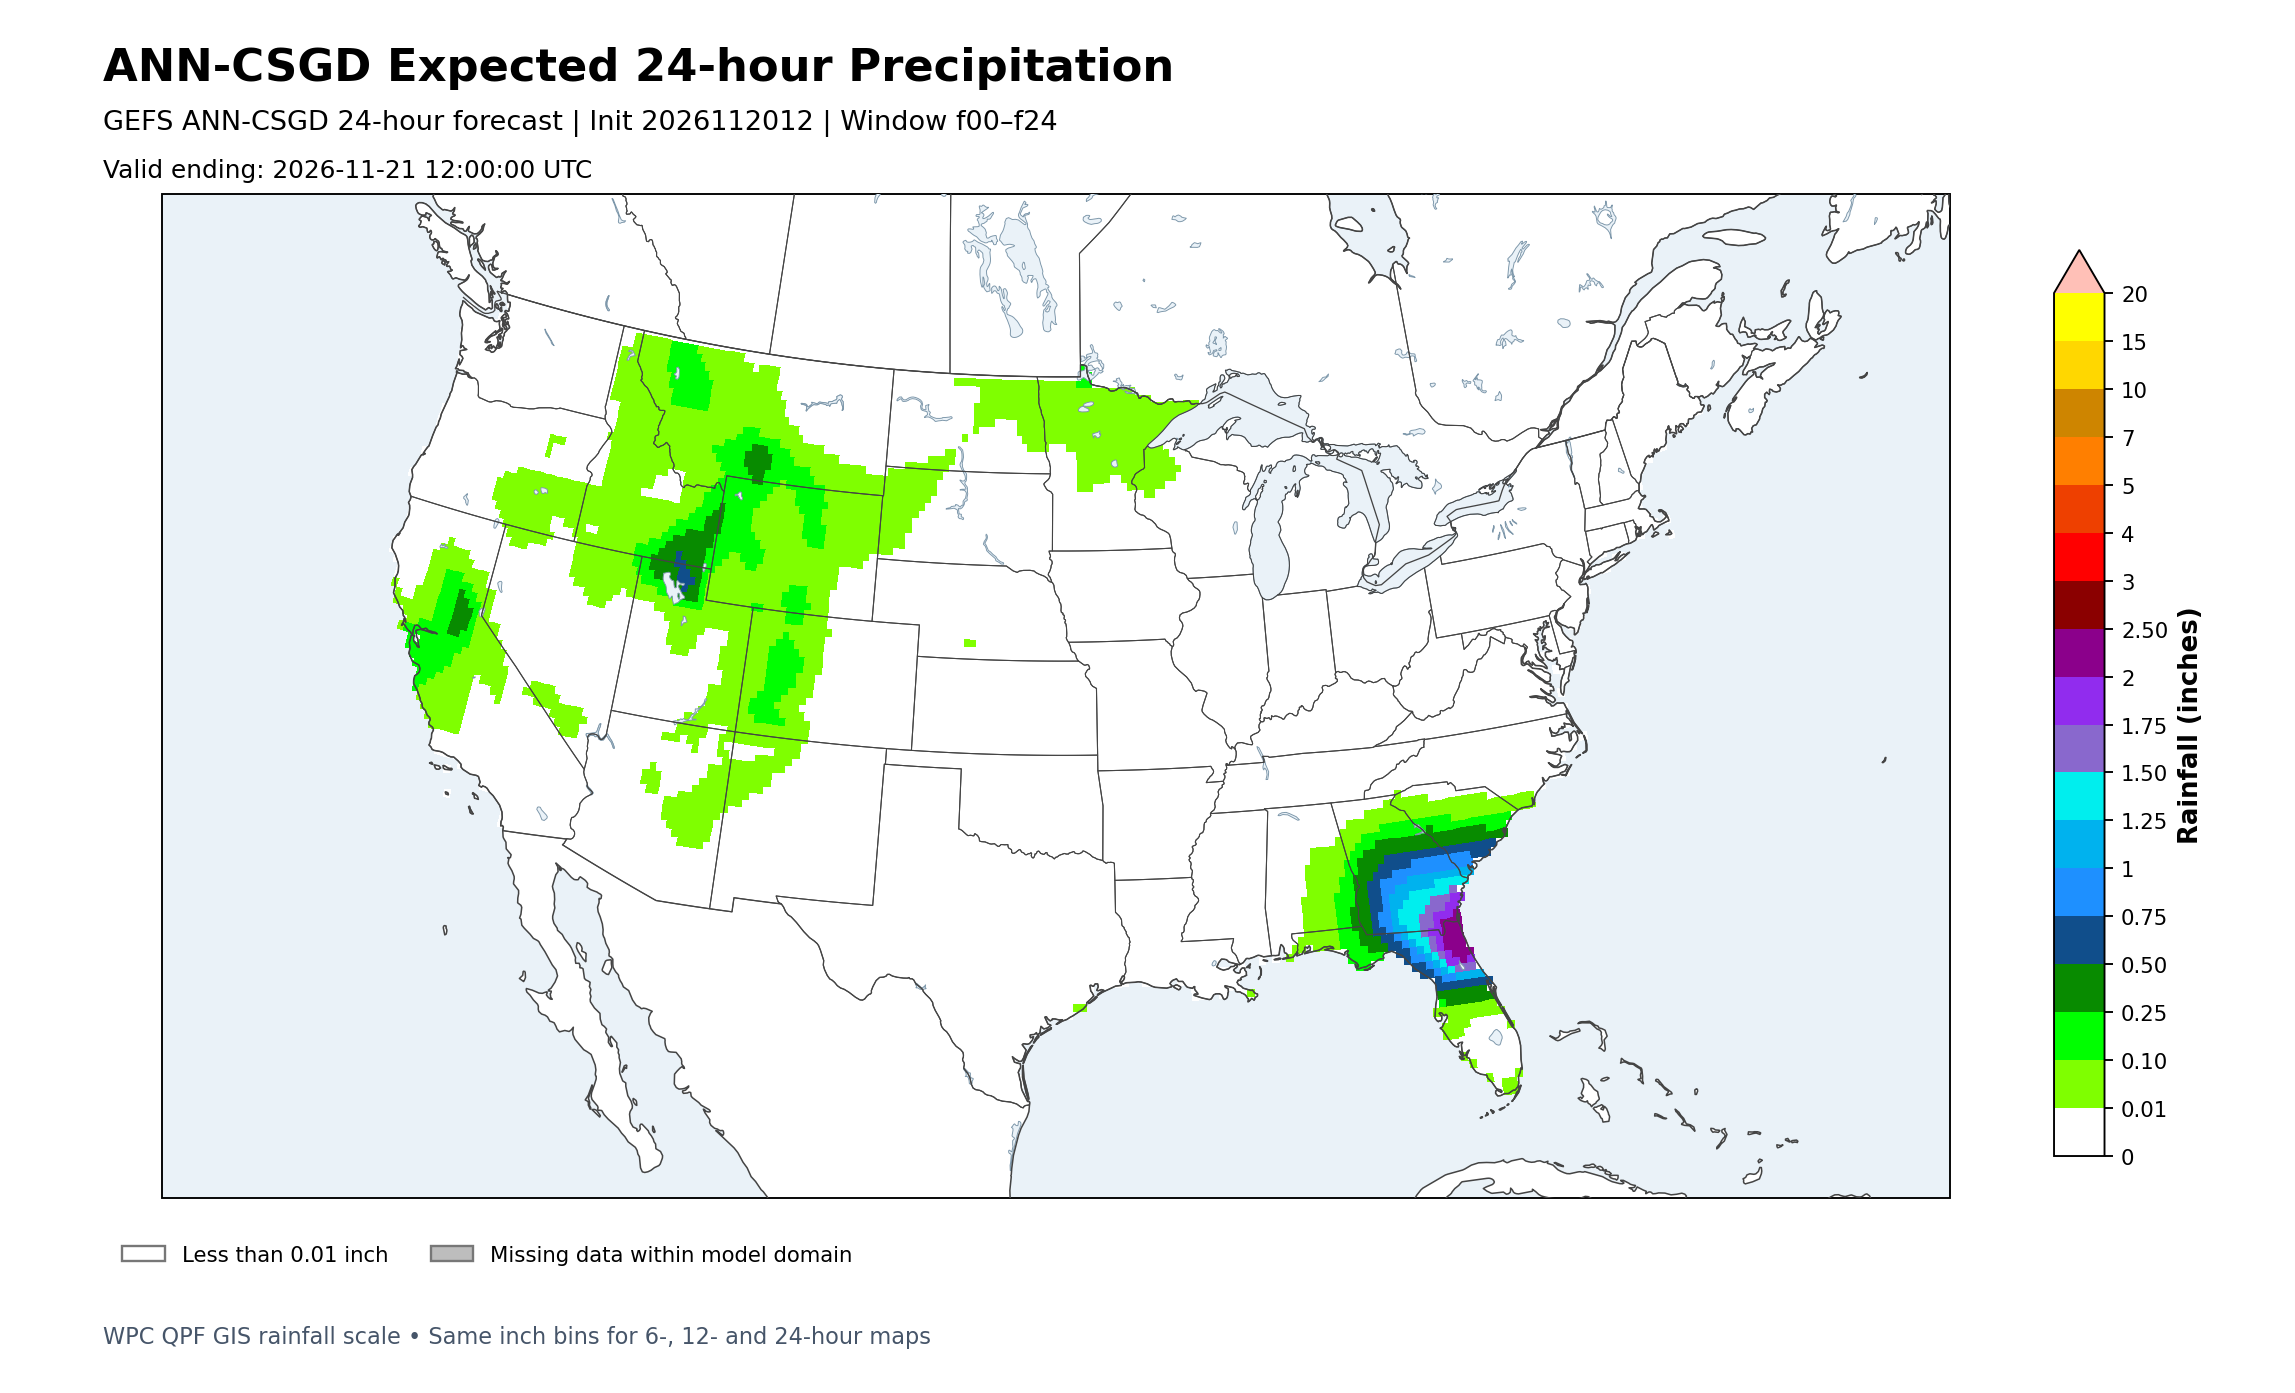 ANN-CSGD Expected 24-hour Precipitation
GEFS ANN-CSGD 24-hour forecast | Init 2026112012 | Window f00–f24
Valid ending: 2026-11-21 12:00:00 UTC
20
15
10
7
5
4
3
2.50
2
1.75
1.50
1.25
1
0.75
0.50
0.25
0.10
0.01
0
Rainfall (inches)
Less than 0.01 inch
Missing data within model domain
WPC QPF GIS rainfall scale • Same inch bins for 6-, 12- and 24-hour maps